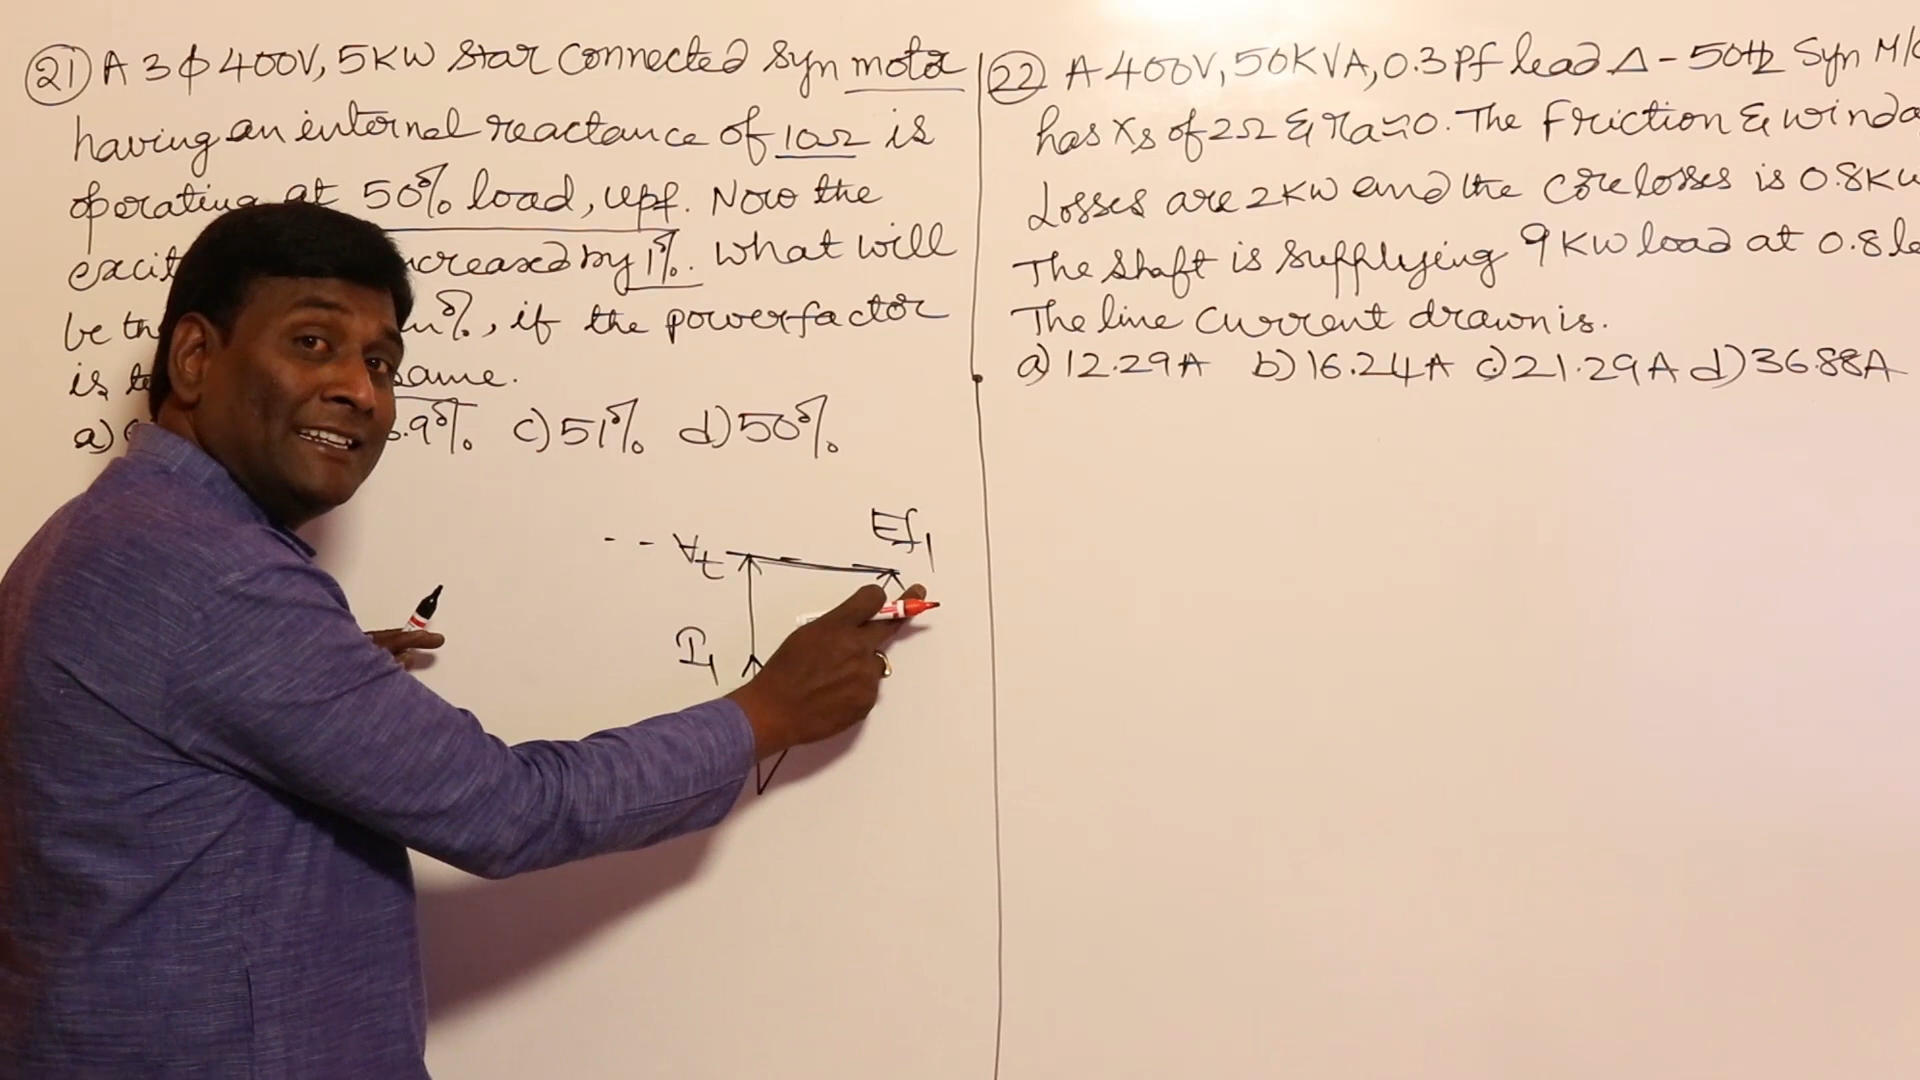 21) A 3ϕ 400V, 5KW Star connected Syn motor
having an internal reactance of 10Ω is
operating at 50% load, upf. Now the
excit creased by 1%. What will
be the %, if the power factor
is same.
a) .9% c) 51% d) 50%
-- Vt Ef1
I1
22) A 400V, 50KVA, 0.3 Pf lead Δ - 50Hz Syn M/C
has Xs of 2Ω & ra≃0. The Friction & winda
Losses are 2KW and the Core losses is 0.8KW
The Shaft is Supplying 9KW load at 0.8 le
The line Current drawn is.
a) 12.29A b) 16.24A c) 21.29A d) 36.88A